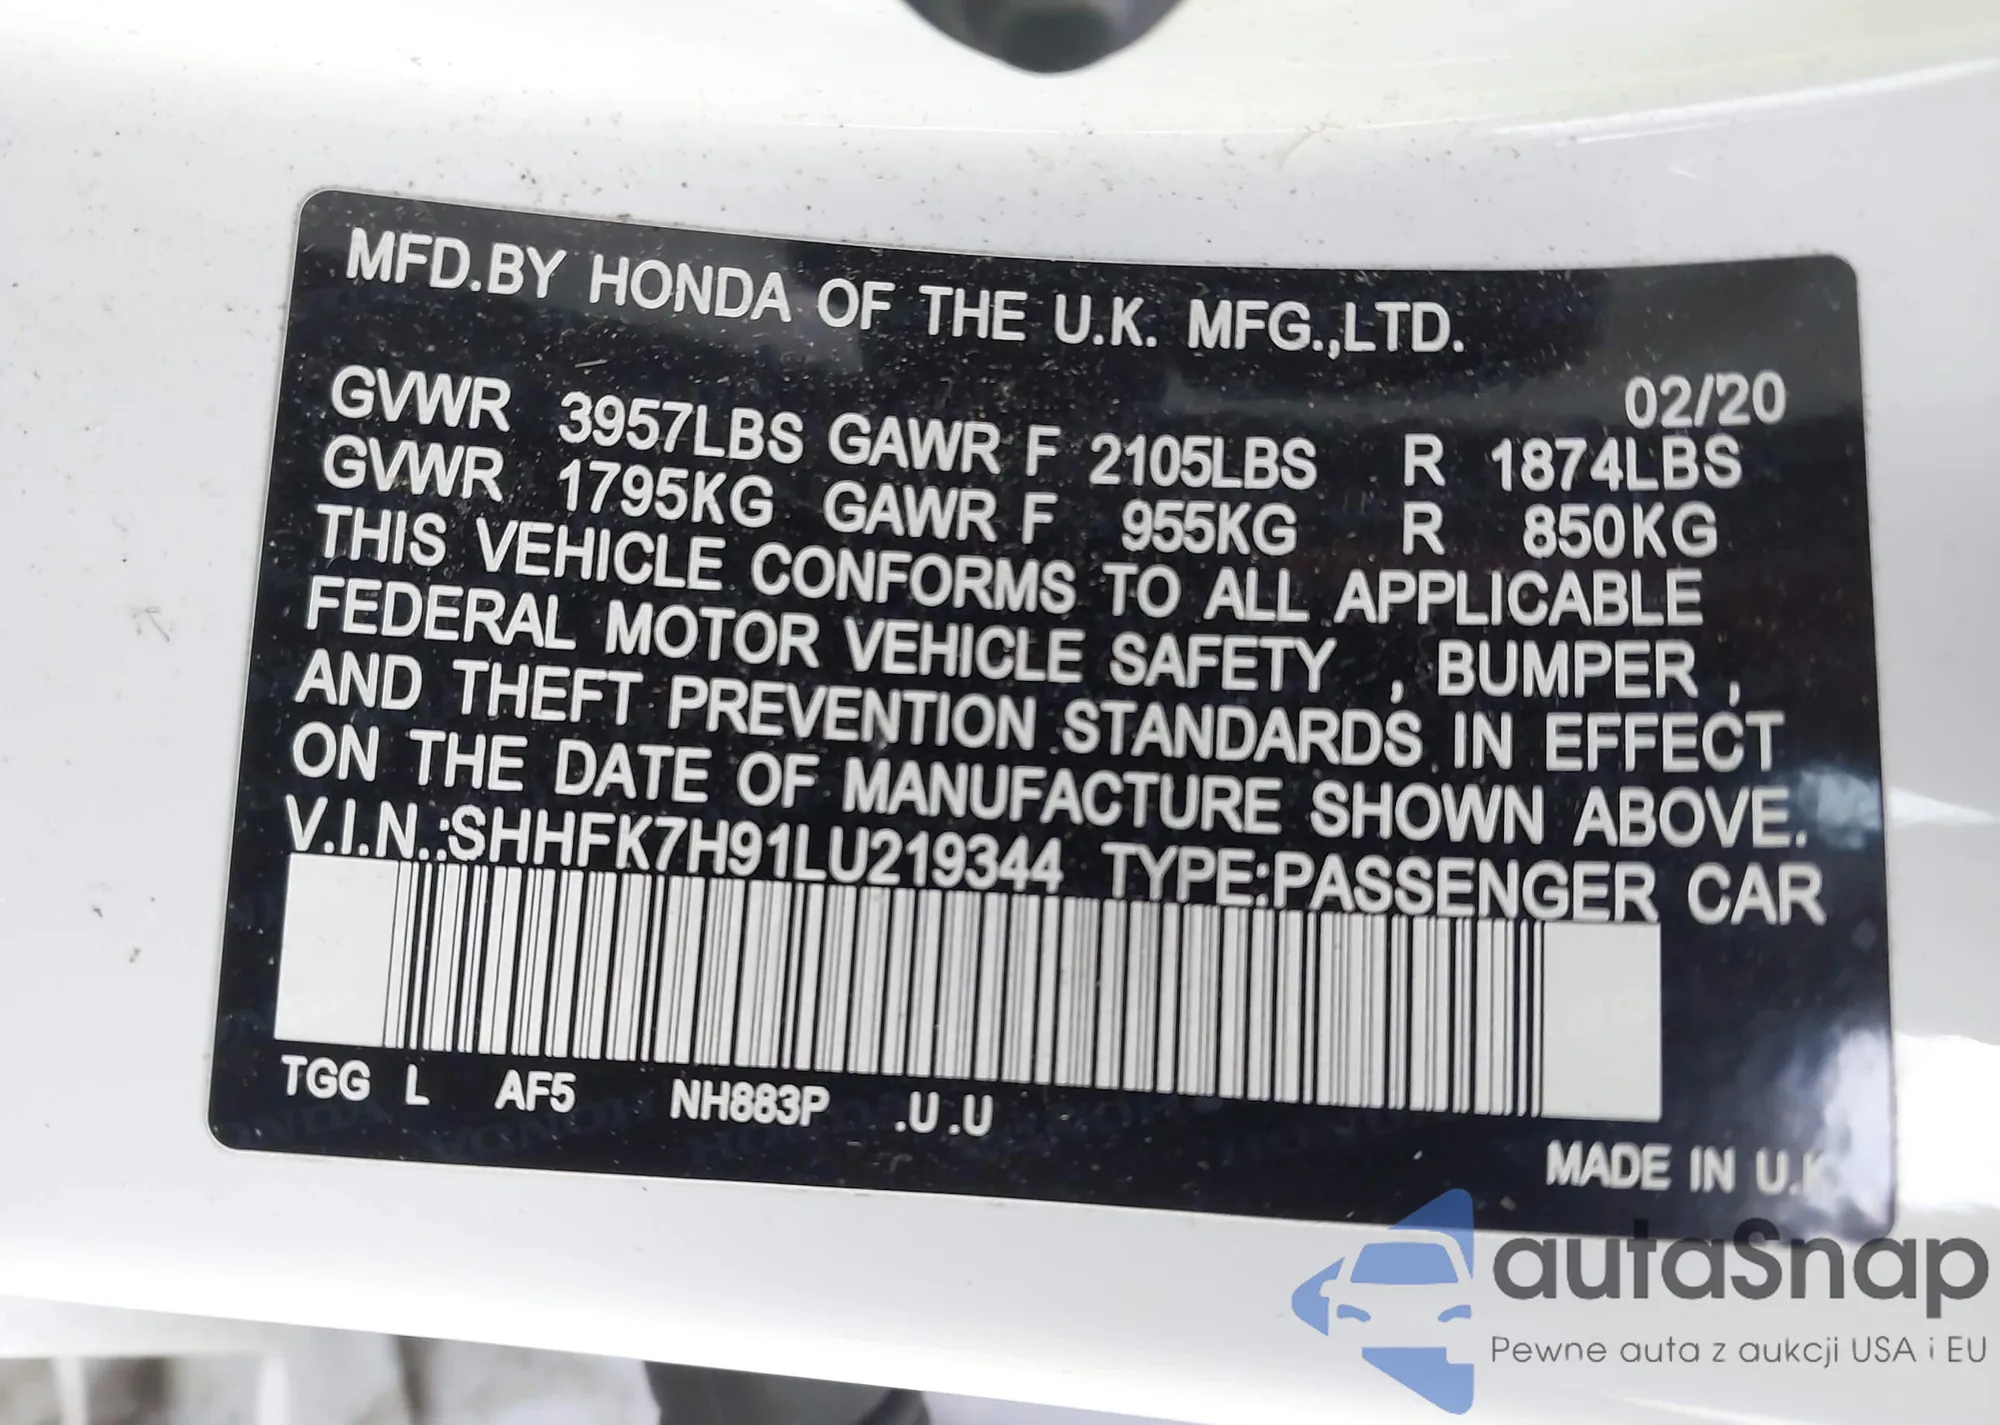 MFD.BY HONDA OF THE U.K. MFG.,LTD.
02/20
GVWR 3957LBS GAWR F 2105LBS R 1874LBS
GVWR 1795KG GAWR F 955KG R 850KG
THIS VEHICLE CONFORMS TO ALL APPLICABLE
FEDERAL MOTOR VEHICLE SAFETY , BUMPER ,
AND THEFT PREVENTION STANDARDS IN EFFECT
ON THE DATE OF MANUFACTURE SHOWN ABOVE.
V.I.N.:SHHFK7H91LU219344 TYPE:PASSENGER CAR
TGG L AF5 NH883P .U .U
MADE IN U.K
autaSnap
Pewne auta z aukcji USA i EU